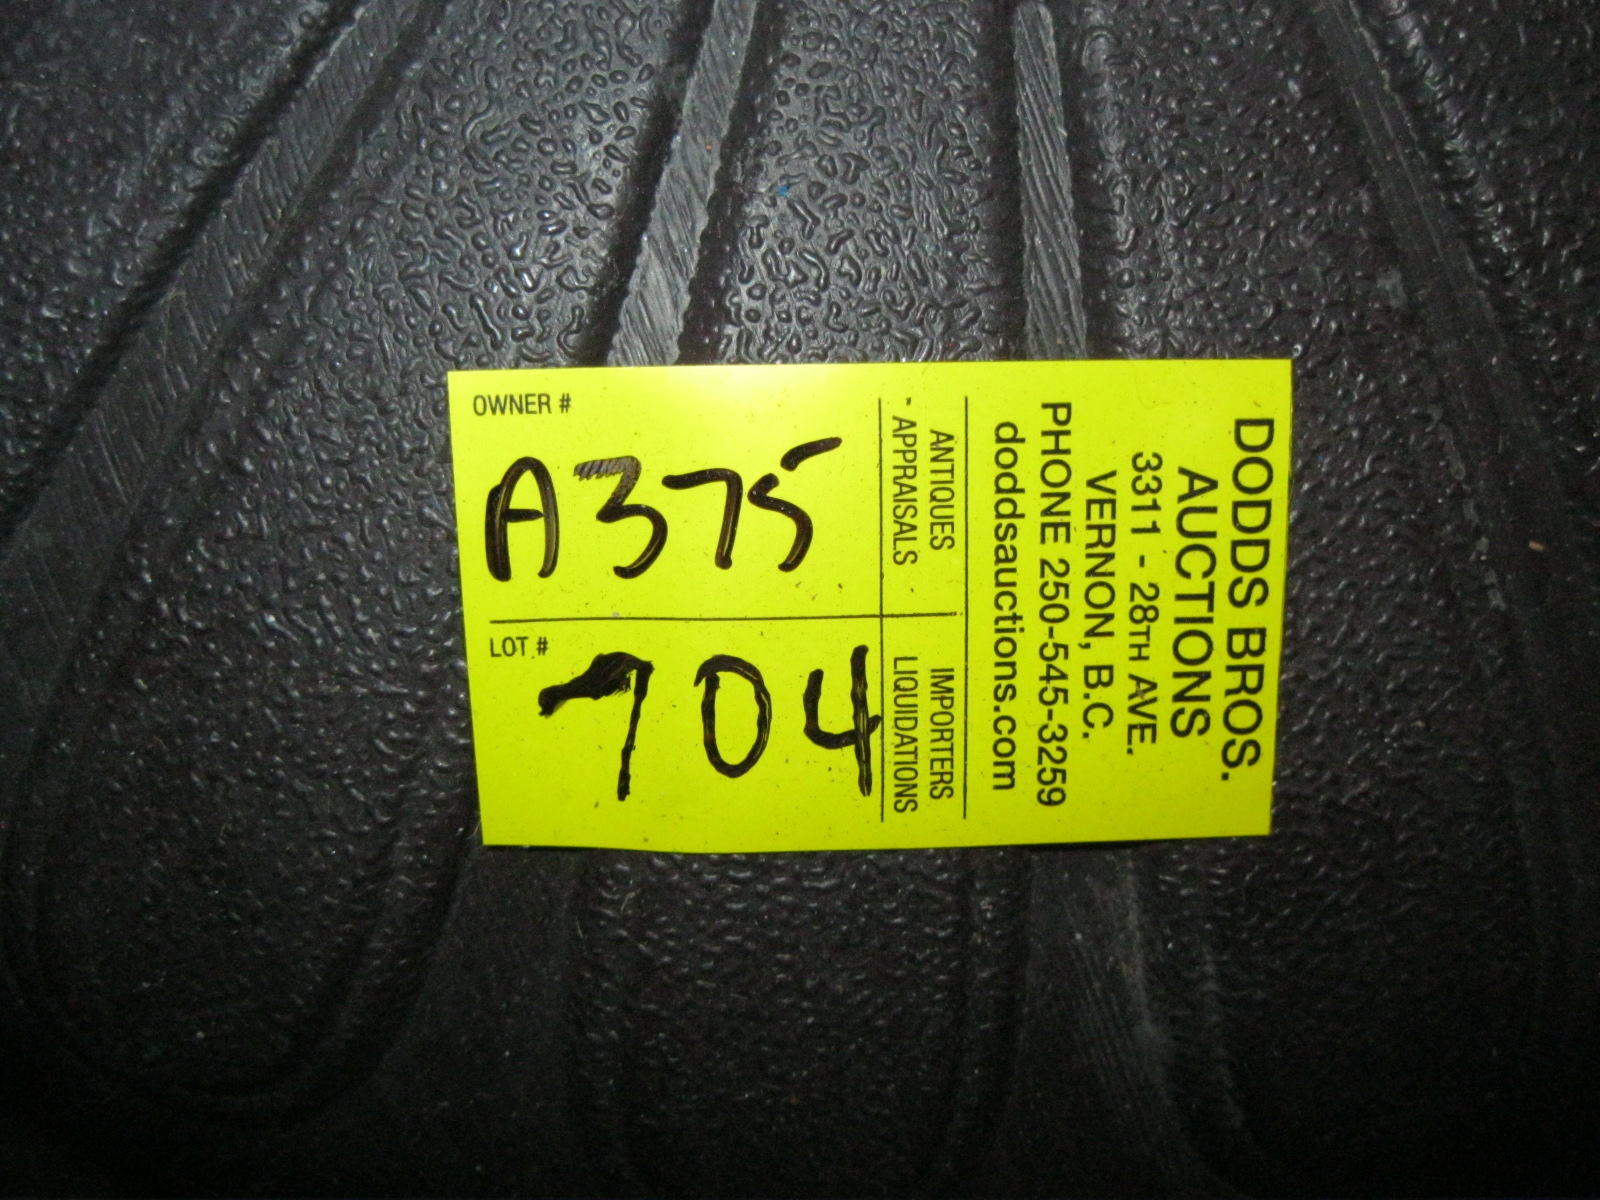 OWNER #
A375
LOT #
704
ANTIQUES IMPORTERS
- APPRAISALS LIQUIDATIONS
DODDS BROS.
AUCTIONS
3311 - 28TH AVE.
VERNON, B.C.
PHONE 250-545-3259
doddsauctions.com